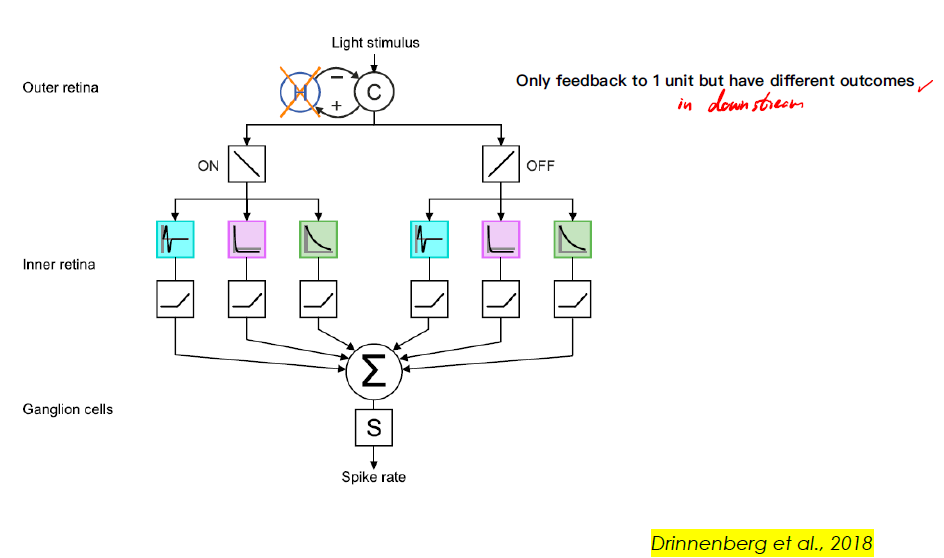 Light stimulus
Outer retina
H
C
−
+
Only feedback to 1 unit but have different outcomes
in downstream
ON
OFF
Inner retina
Σ
Ganglion cells
S
Spike rate
Drinnenberg et al., 2018